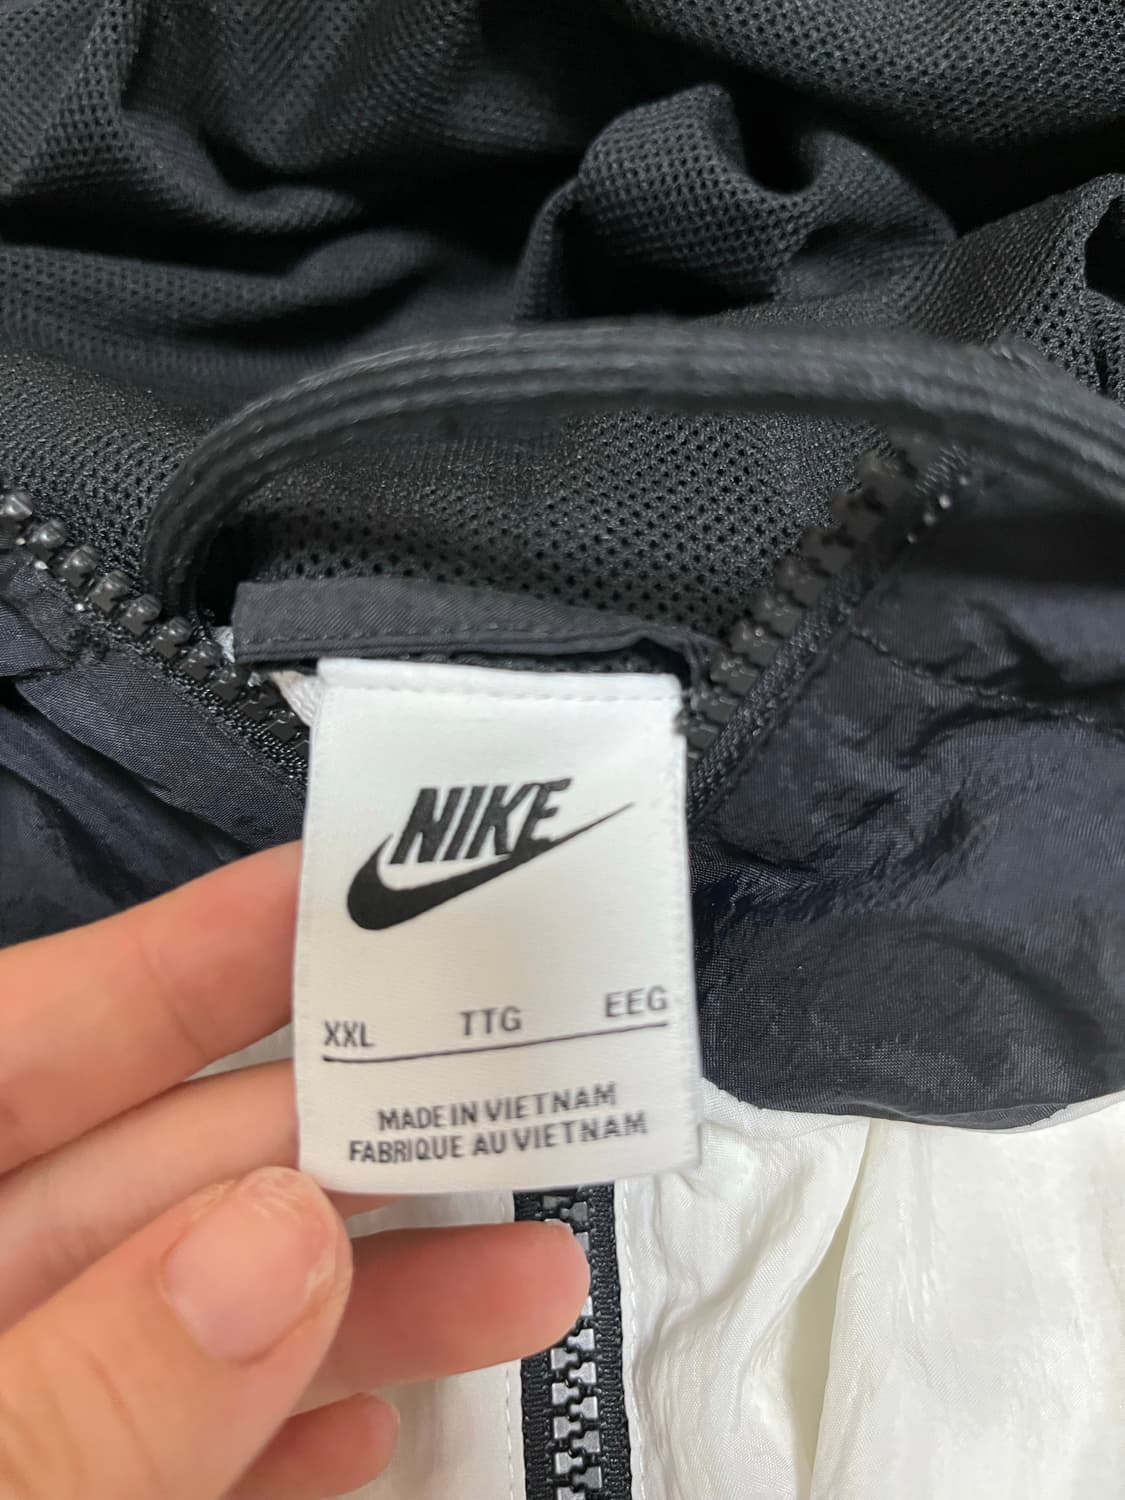 NIKE
XXL TTG EEG
MADE IN VIETNAM
FABRIQUE AU VIETNAM